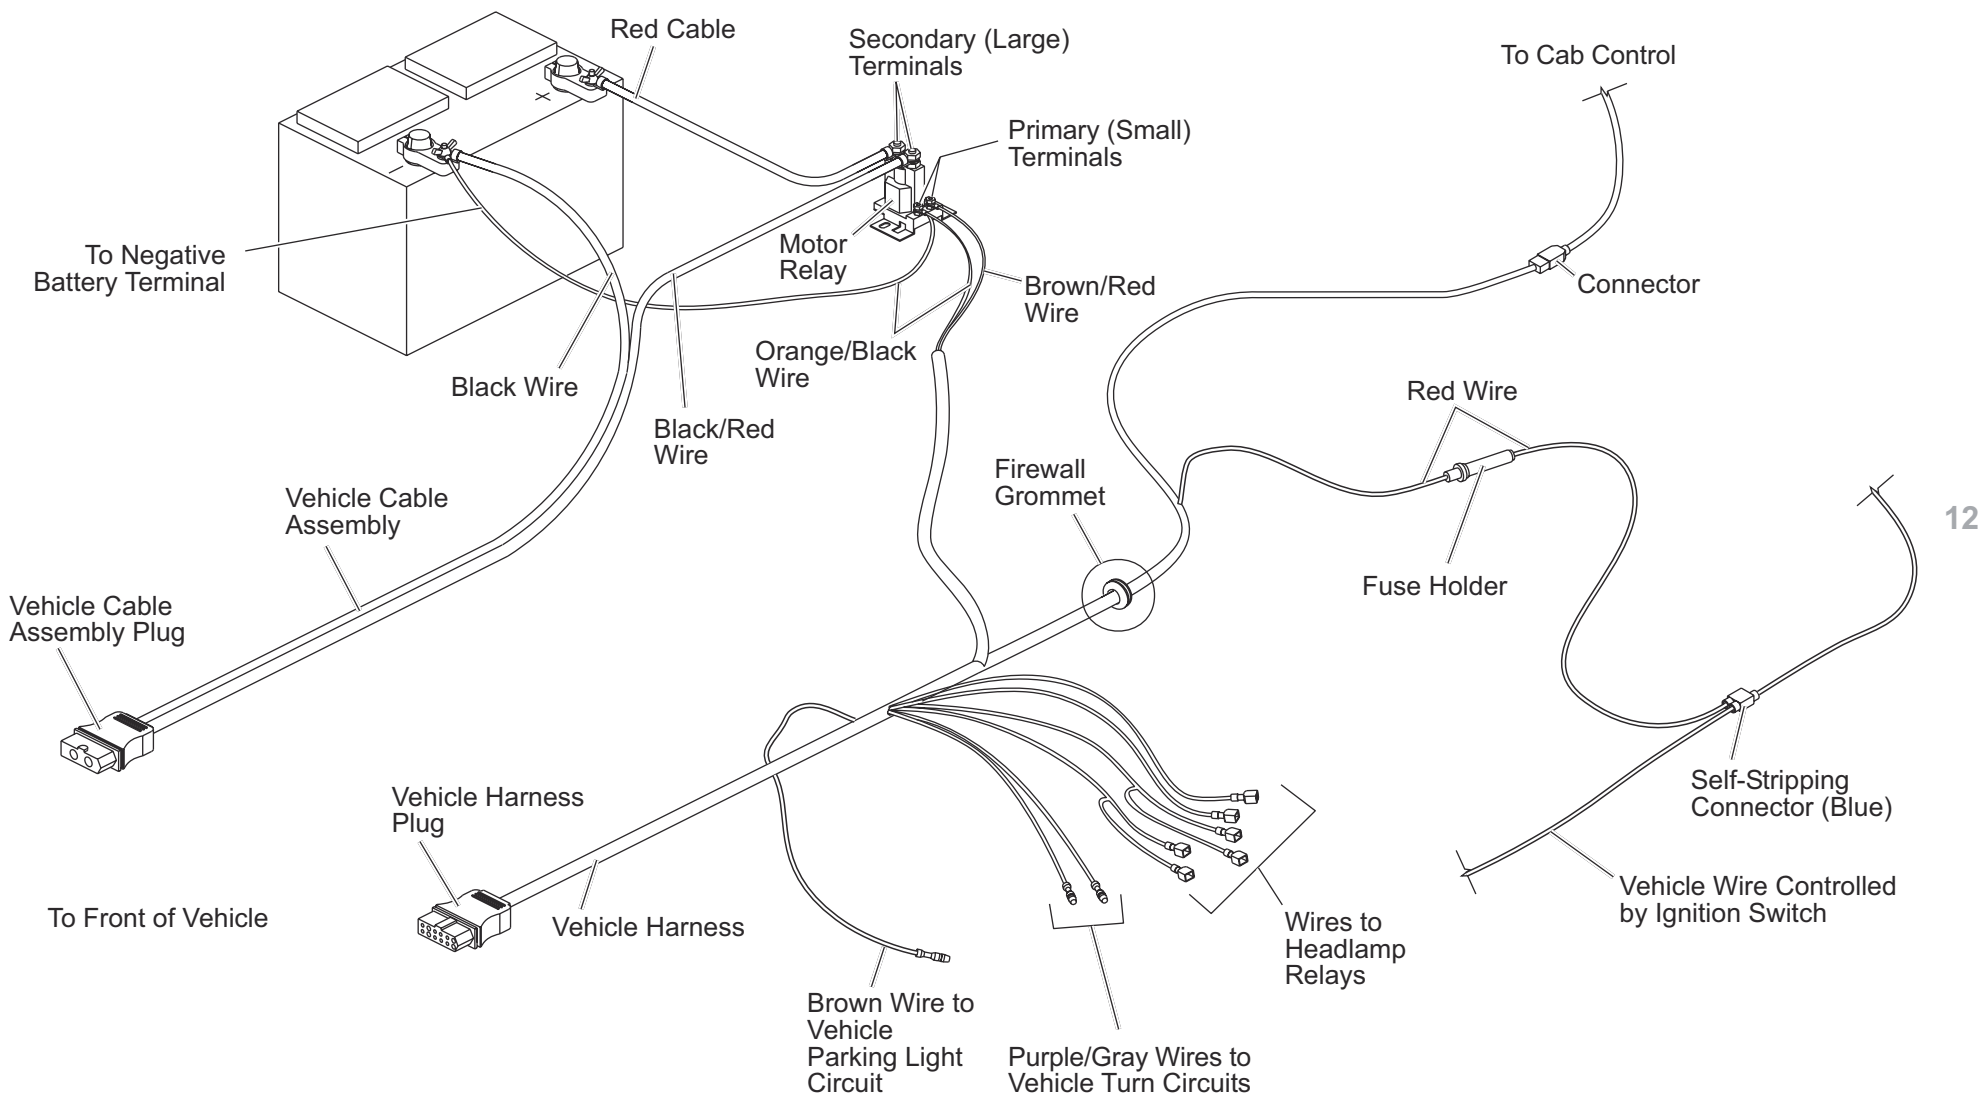 Red Cable
Secondary (Large)
Terminals
To Cab Control
Primary (Small)
Terminals
To Negative
Battery Terminal
Motor
Relay
Brown/Red
Wire
Connector
Orange/Black
Wire
Black Wire
Red Wire
Black/Red
Wire
Firewall
Grommet
Vehicle Cable
Assembly
12
Fuse Holder
Vehicle Cable
Assembly Plug
Self-Stripping
Connector (Blue)
Vehicle Harness
Plug
Vehicle Wire Controlled
by Ignition Switch
To Front of Vehicle
Vehicle Harness
Wires to
Headlamp
Relays
Brown Wire to
Vehicle
Parking Light
Circuit
Purple/Gray Wires to
Vehicle Turn Circuits